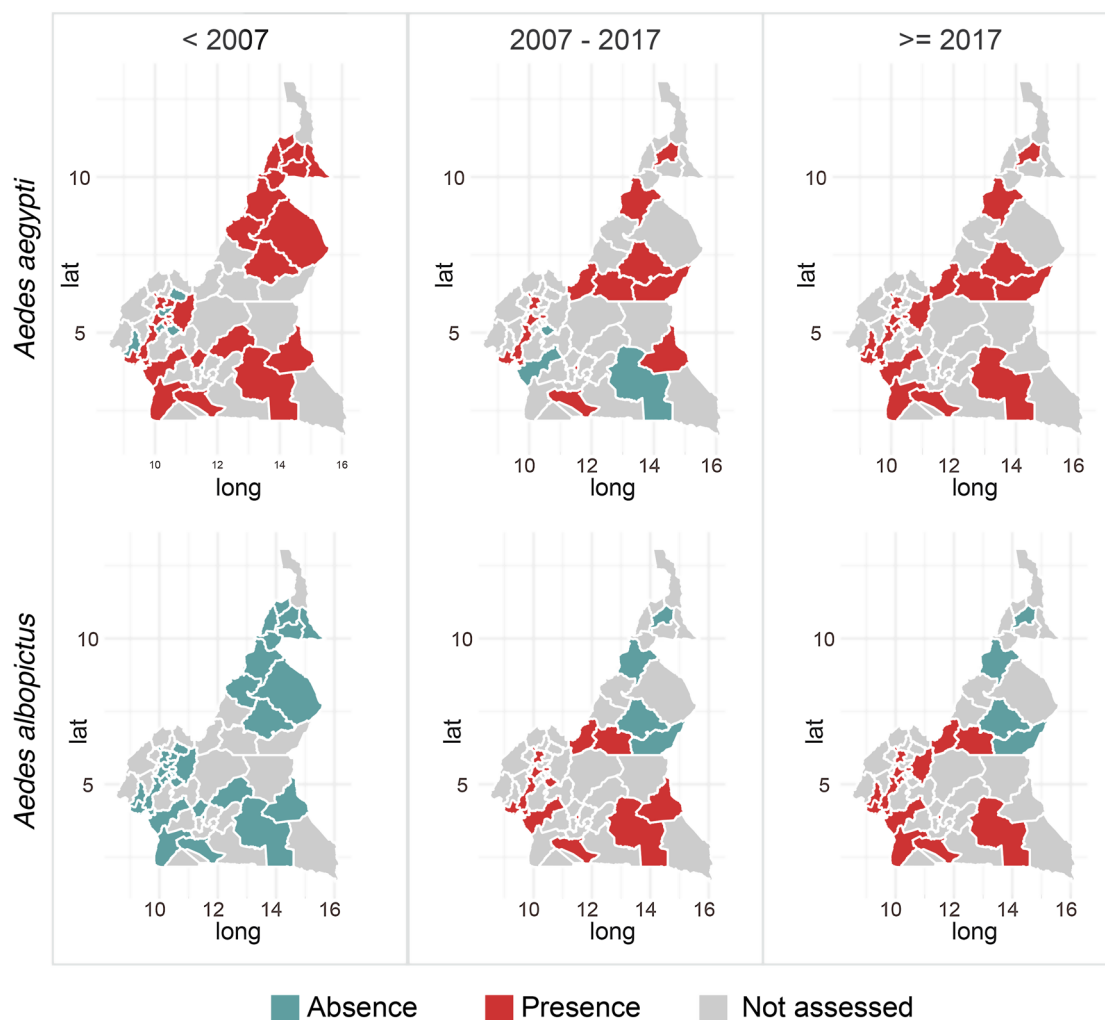 < 2007
2007 - 2017
>= 2017
Aedes aegypti
lat
10
5
10 12 14 16
long
10
5
lat
10 12 14 16
long
10
5
lat
10 12 14 16
long
Aedes albopictus
lat
10
5
10 12 14 16
long
lat
10
5
10 12 14 16
long
lat
10
5
10 12 14 16
long
Absence
Presence
Not assessed